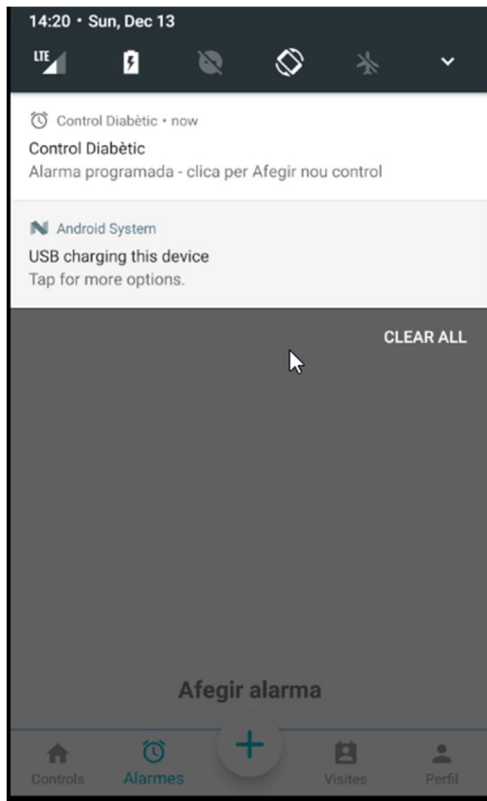 14:20 • Sun, Dec 13
LTE
Control Diabètic • now
Control Diabètic
Alarma programada - clica per Afegir nou control
Android System
USB charging this device
Tap for more options.
CLEAR ALL
Afegir alarma
Controls
Alarmes
Visites
Perfil